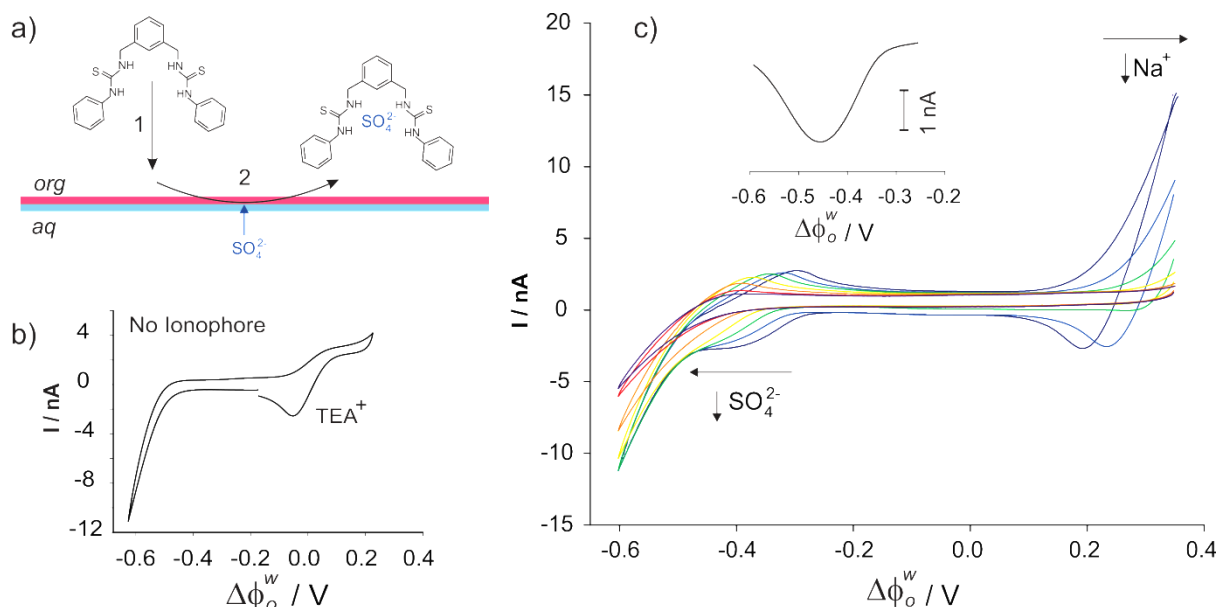 a)
S
NH
HN
S
NH
HN
1
S
NH
HN
S
NH
HN
SO₄²⁻
2
org
aq
SO₄²⁻
b)
No Ionophore
4
0
-4
-8
-12
I / nA
TEA⁺
-0.6 -0.4 -0.2 0.0 0.2 0.4
Δϕₒʷ / V
c)
20
15
10
5
0
-5
-10
-15
I / nA
1 nA
-0.6 -0.5 -0.4 -0.3 -0.2
Δϕₒʷ / V
Na⁺
SO₄²⁻
-0.6 -0.4 -0.2 0.0 0.2 0.4
Δϕₒʷ / V